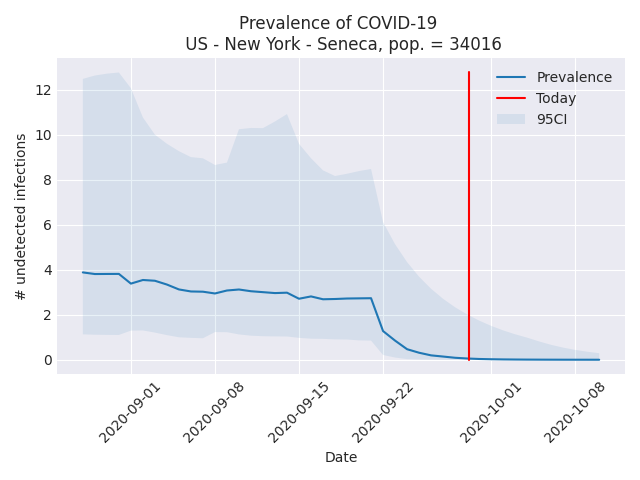 Prevalence of COVID-19
US - New York - Seneca, pop. = 34016
Prevalence
Today
95CI
# undetected infections
12
10
8
6
4
2
0
2020-09-01
2020-09-08
2020-09-15
2020-09-22
2020-10-01
2020-10-08
Date